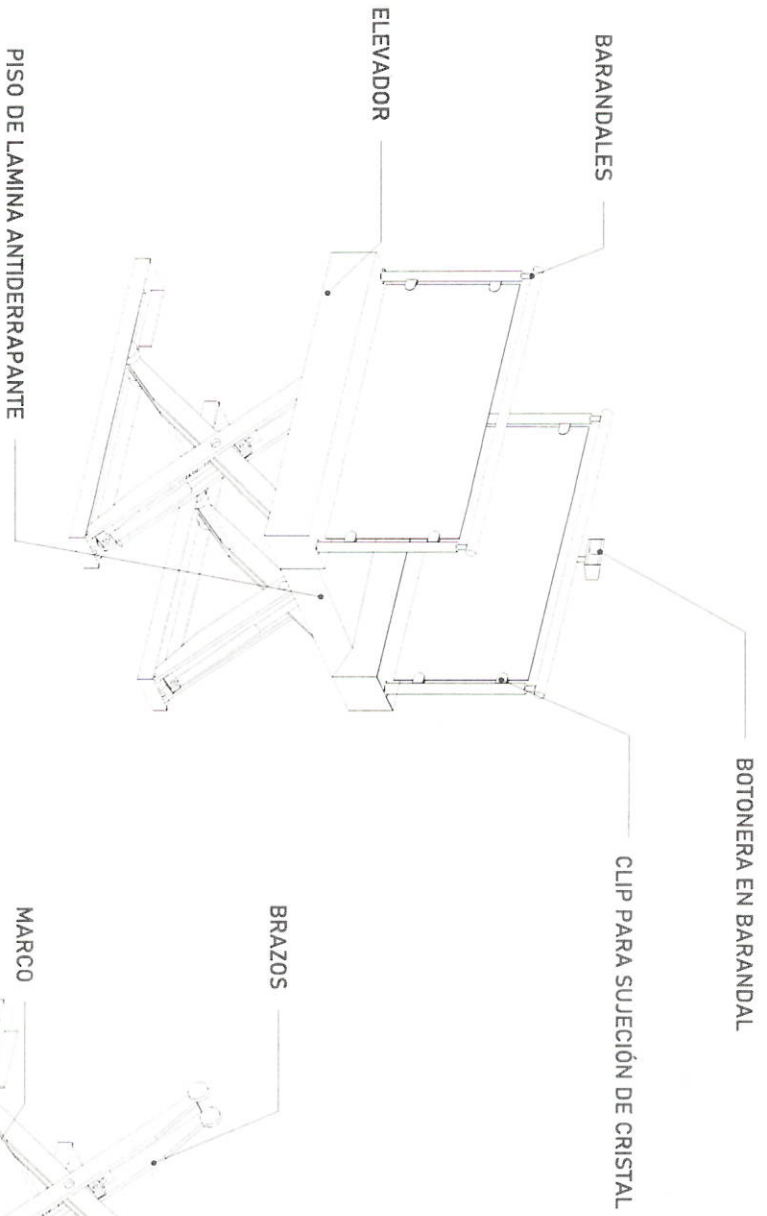 BARANDALES
ELEVADOR
PISO DE LAMINA ANTIDERRAPANTE
BOTONERA EN BARANDAL
CLIP PARA SUJECIÓN DE CRISTAL
BRAZOS
MARCO